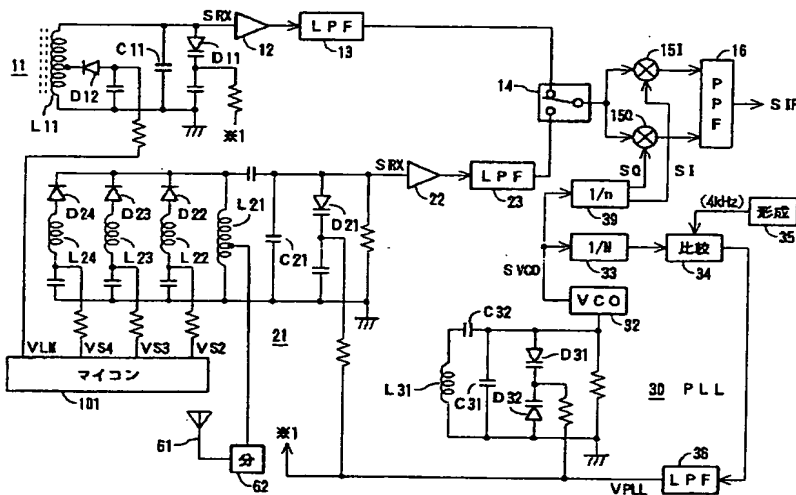 SRX
LPF
12
13
11
C11
D11
D12
L11
※1
14
15I
15Q
16
PPF
SIF
SQ
SI
SRX
22
LPF
23
1/n
39
(4kHz)
形成
35
1/N
33
比較
34
SVCO
VCO
32
D24
D23
D22
L21
L24
L23
L22
C21
D21
21
VLW
VS4
VS3
VS2
マイコン
101
61
分
62
C32
L31
C31
D31
D32
30 PLL
※1
VPLL
LPF
36